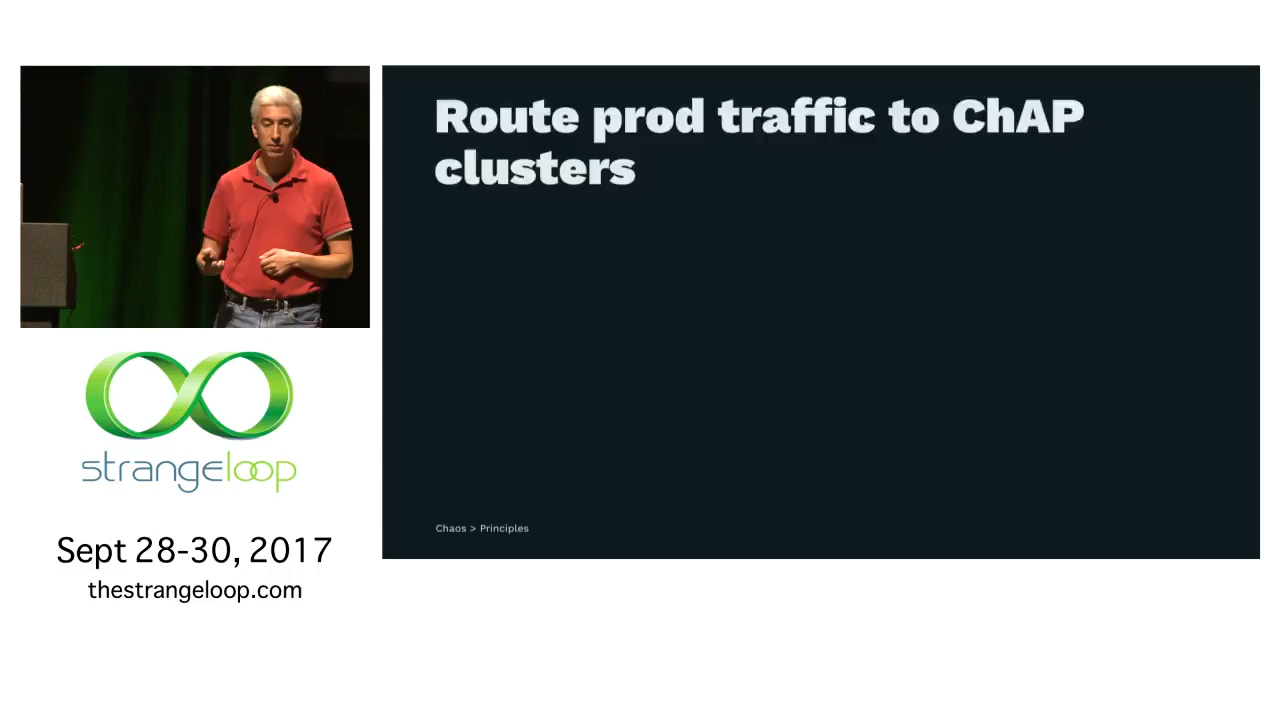 Route prod traffic to ChAP
clusters
Chaos > Principles
strangeloop
Sept 28-30, 2017
thestrangeloop.com